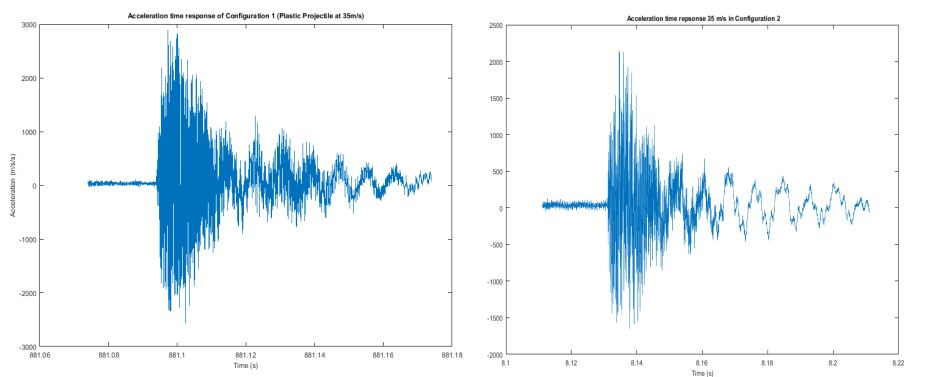 Acceleration time response of Configuration 1 (Plastic Projectile at 35m/s)
3000
2000
1000
0
-1000
-2000
-3000
Acceleration (m/s/s)
881.06 881.08 881.1 881.12 881.14 881.16 881.18
Time (s)
Acceleration time repsonse 35 m/s in Configuration 2
2500
2000
1500
1000
500
0
-500
-1000
-1500
-2000
8.1 8.12 8.14 8.16 8.18 8.2 8.22
Time (s)